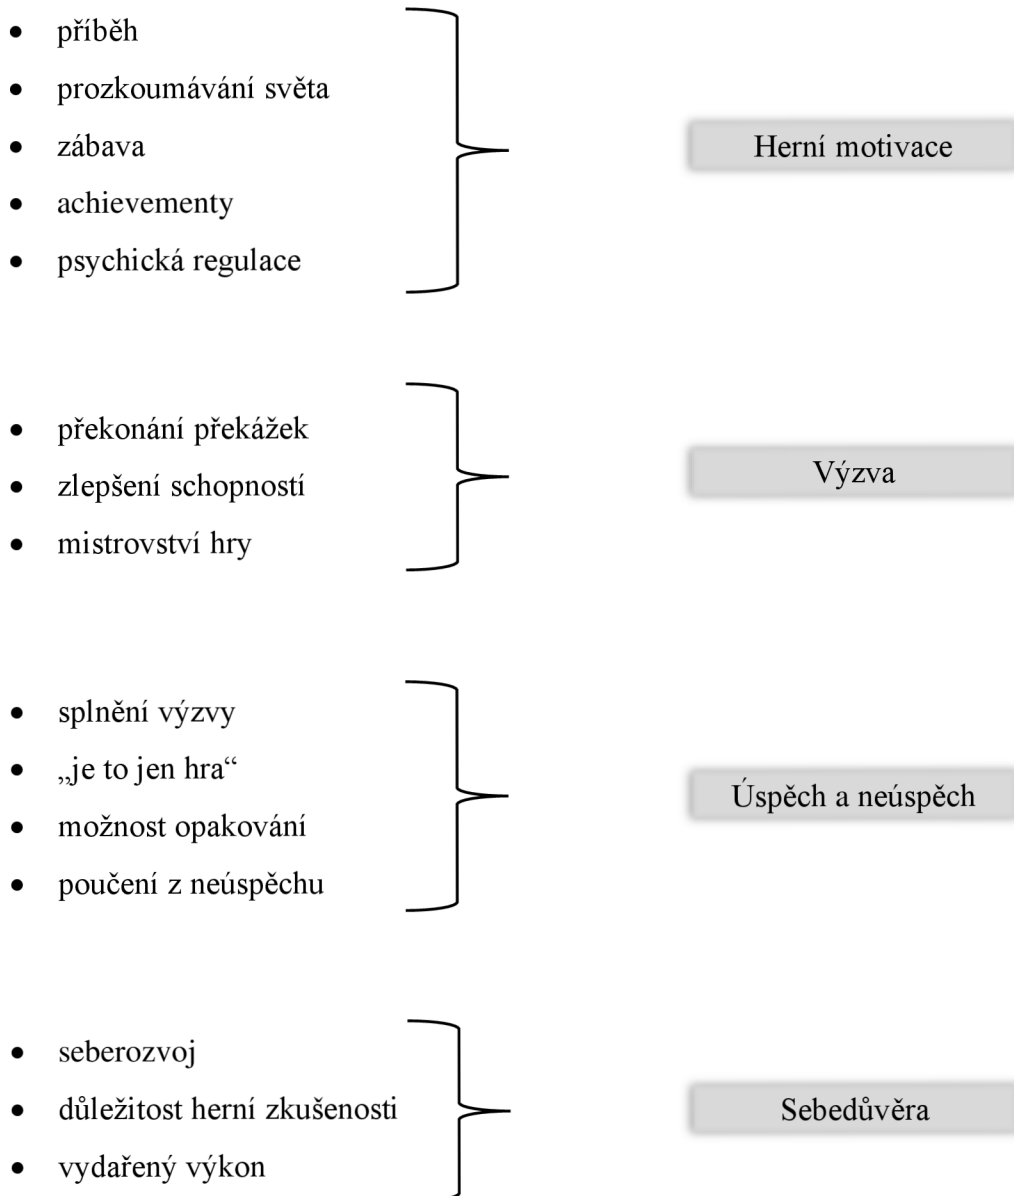 • příběh
• prozkoumávání světa
• zábava
• achievementy
• psychická regulace
Herní motivace
• překonání překážek
• zlepšení schopností
• mistrovství hry
Výzva
• splnění výzvy
• „je to jen hra“
• možnost opakování
• poučení z neúspěchu
Úspěch a neúspěch
• seberozvoj
• důležitost herní zkušenosti
• vydařený výkon
Sebedůvěra